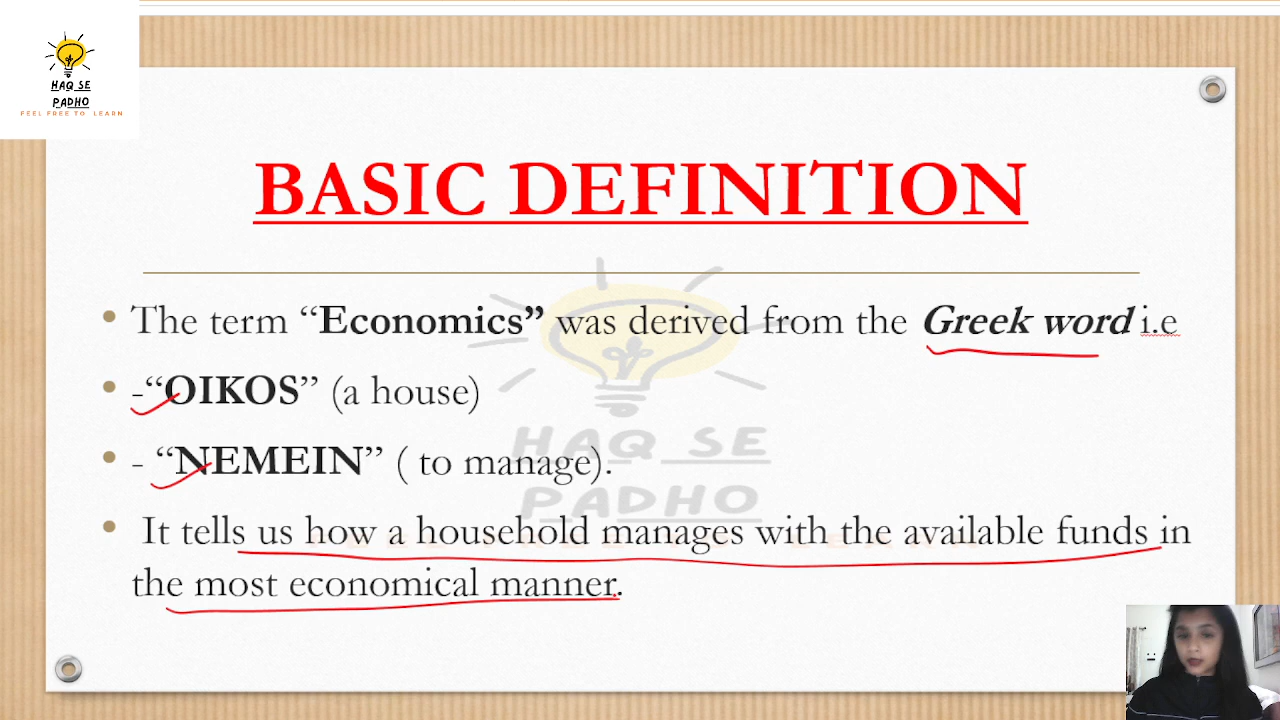 HAQ SE
PADHO
FEEL FREE TO LEARN
BASIC DEFINITION
• The term “Economics” was derived from the Greek word i.e
• -“OIKOS” (a house)
• - “NEMEIN” ( to manage).
• It tells us how a household manages with the available funds in
the most economical manner.
HAQ SE
PADHO